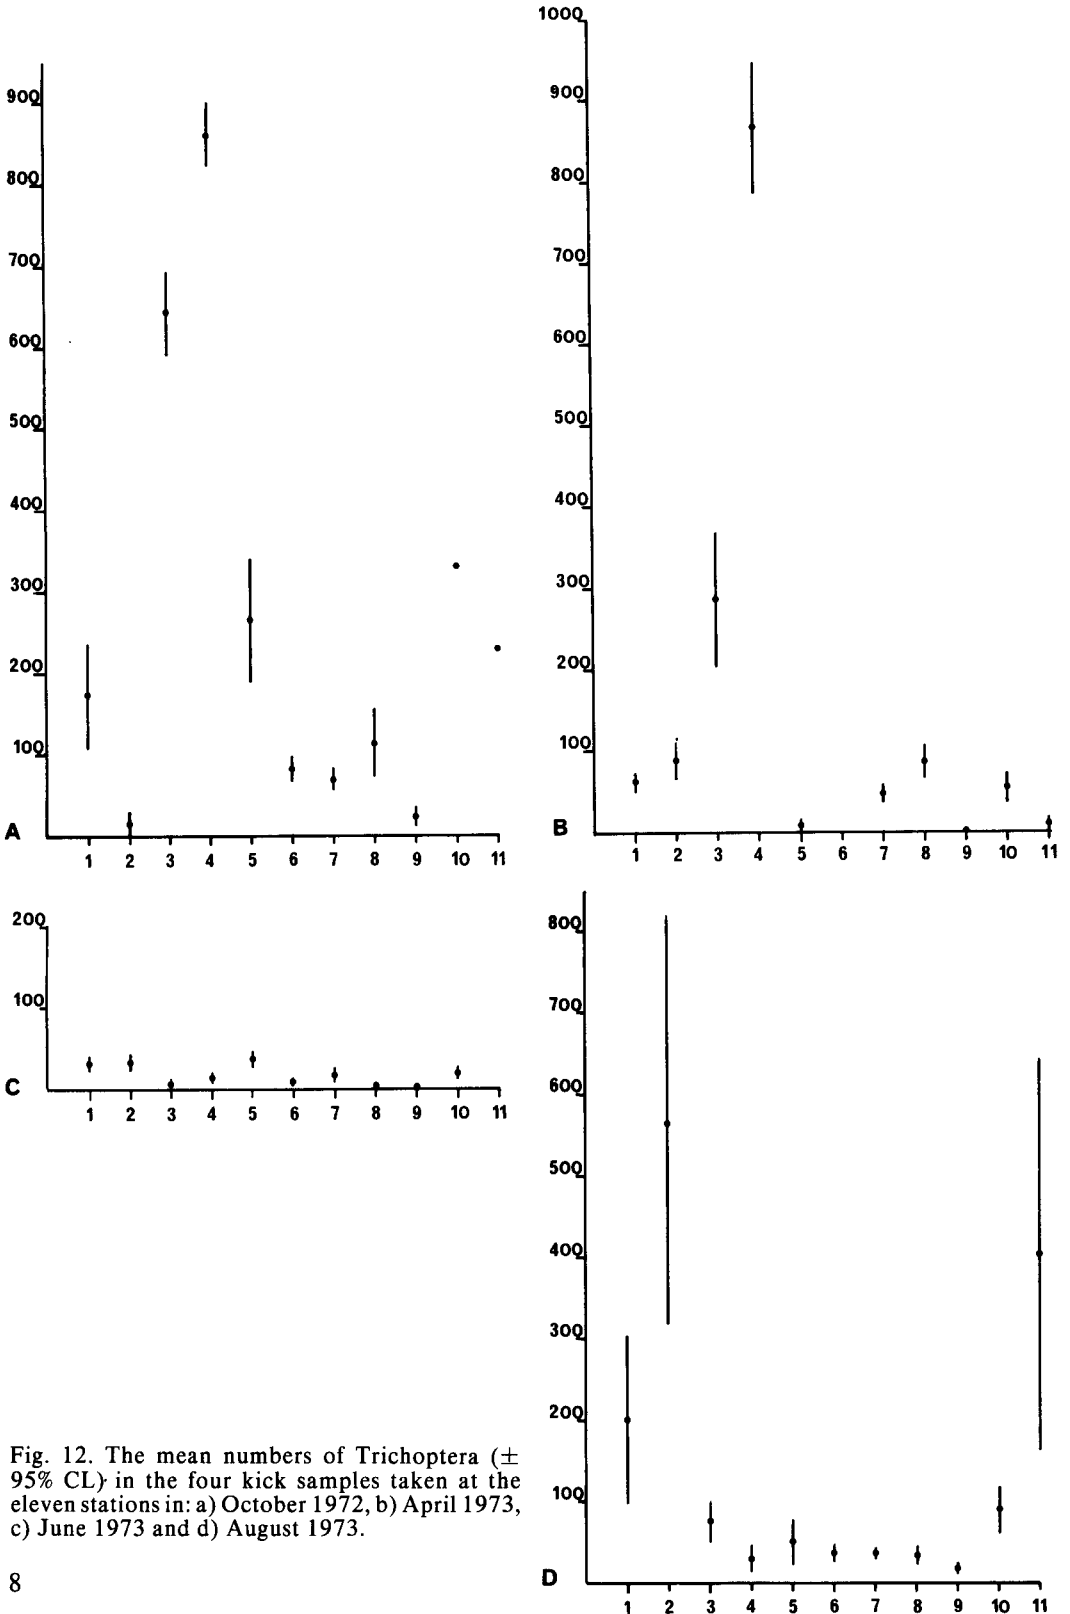 900
800
700
600
500
400
300
200
100
A
1 2 3 4 5 6 7 8 9 10 11
1000
900
800
700
600
500
400
300
200
100
B
1 2 3 4 5 6 7 8 9 10 11
200
100
C
1 2 3 4 5 6 7 8 9 10 11
800
700
600
500
400
300
200
100
D
1 2 3 4 5 6 7 8 9 10 11
Fig. 12. The mean numbers of Trichoptera (±
95% CL) in the four kick samples taken at the
eleven stations in: a) October 1972, b) April 1973,
c) June 1973 and d) August 1973.
8